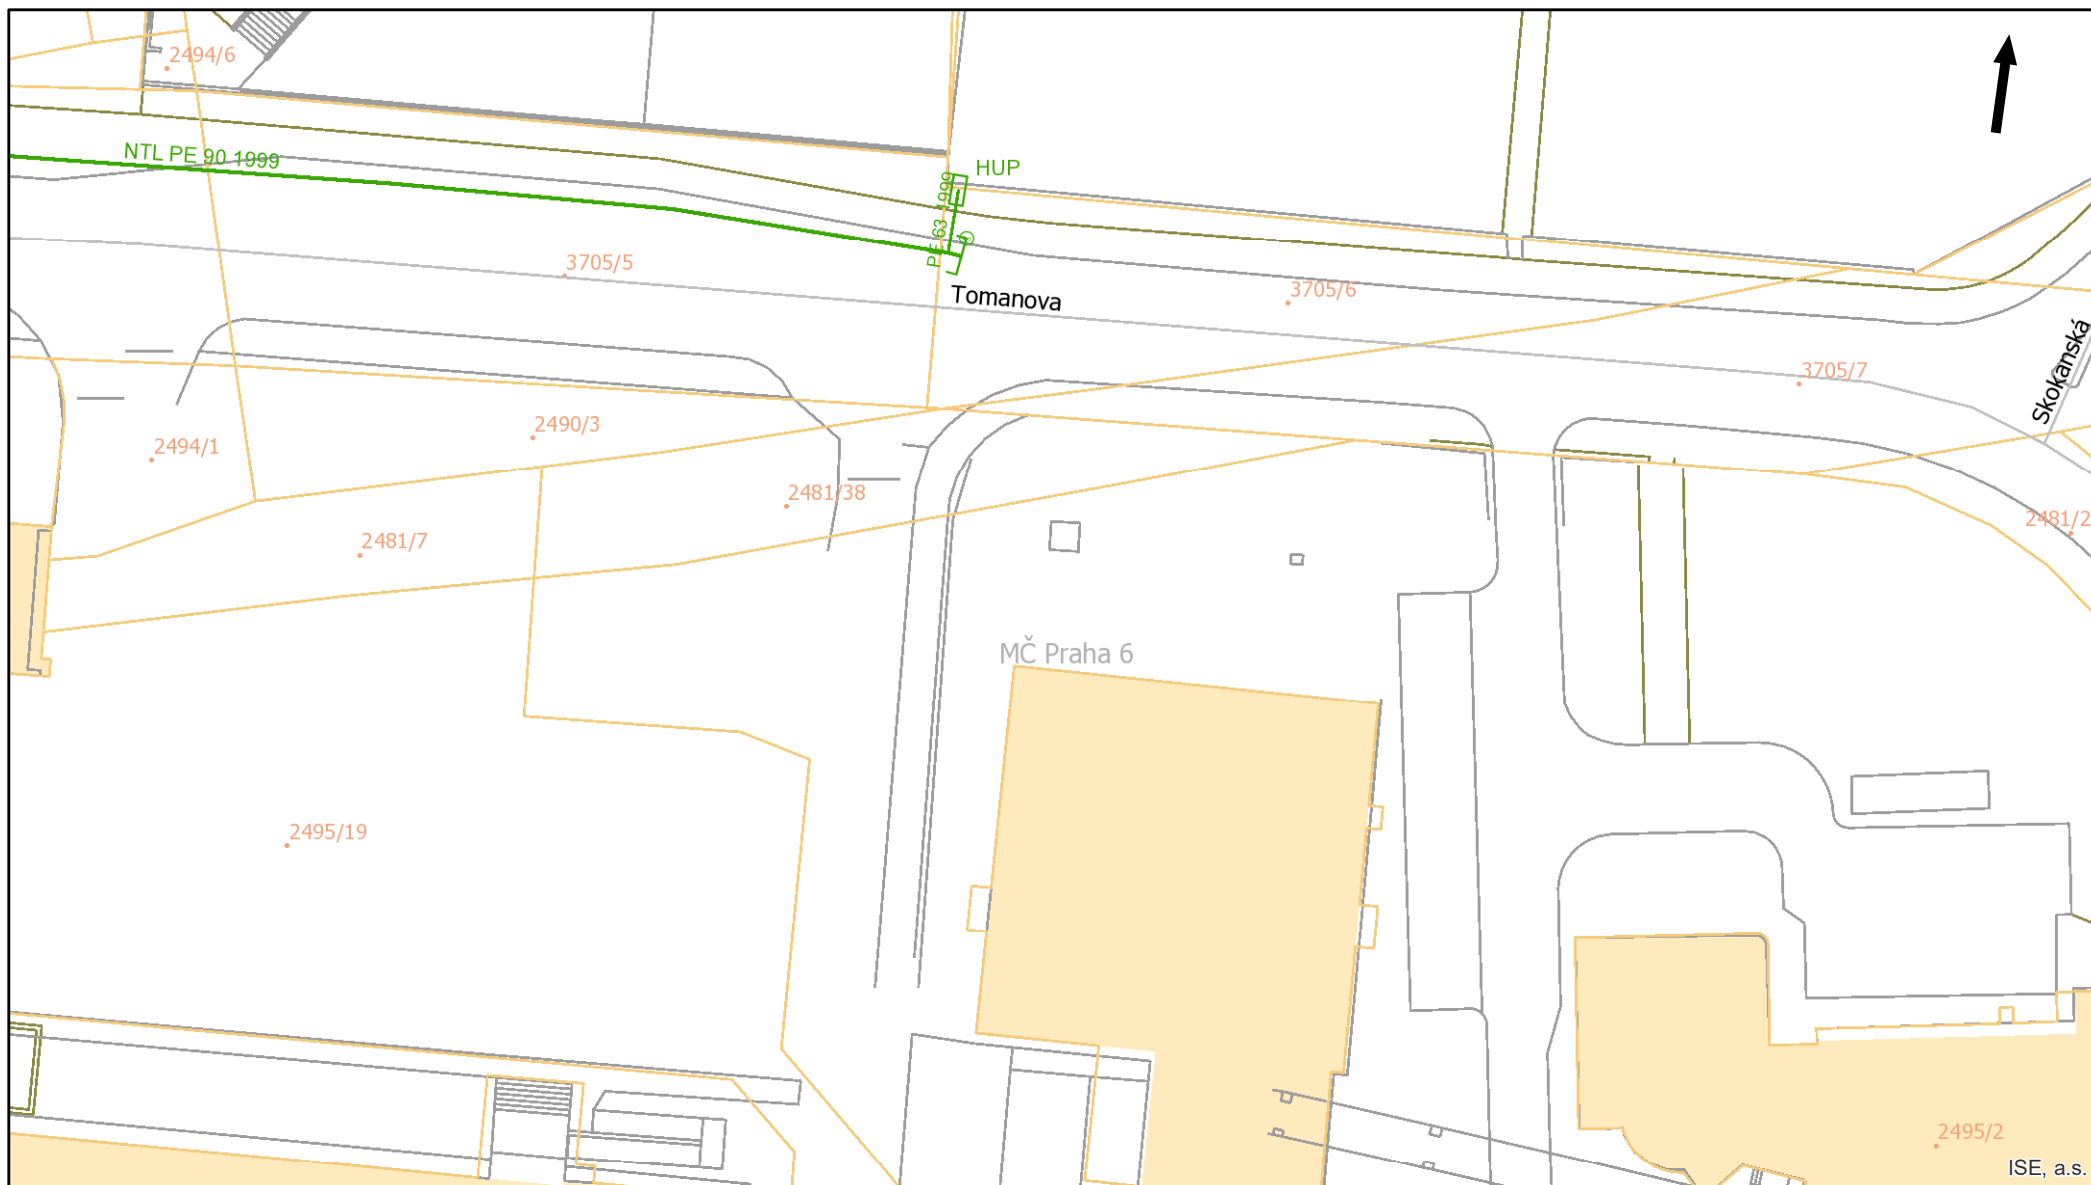 2494/6
NTL PE 90 1999
HUP
PE 63 1999
3705/5
3705/6
Tomanova
Skokanská
3705/7
2490/3
2494/1
2481/38
2481/2
2481/7
MČ Praha 6
2495/19
2495/2
ISE, a.s.